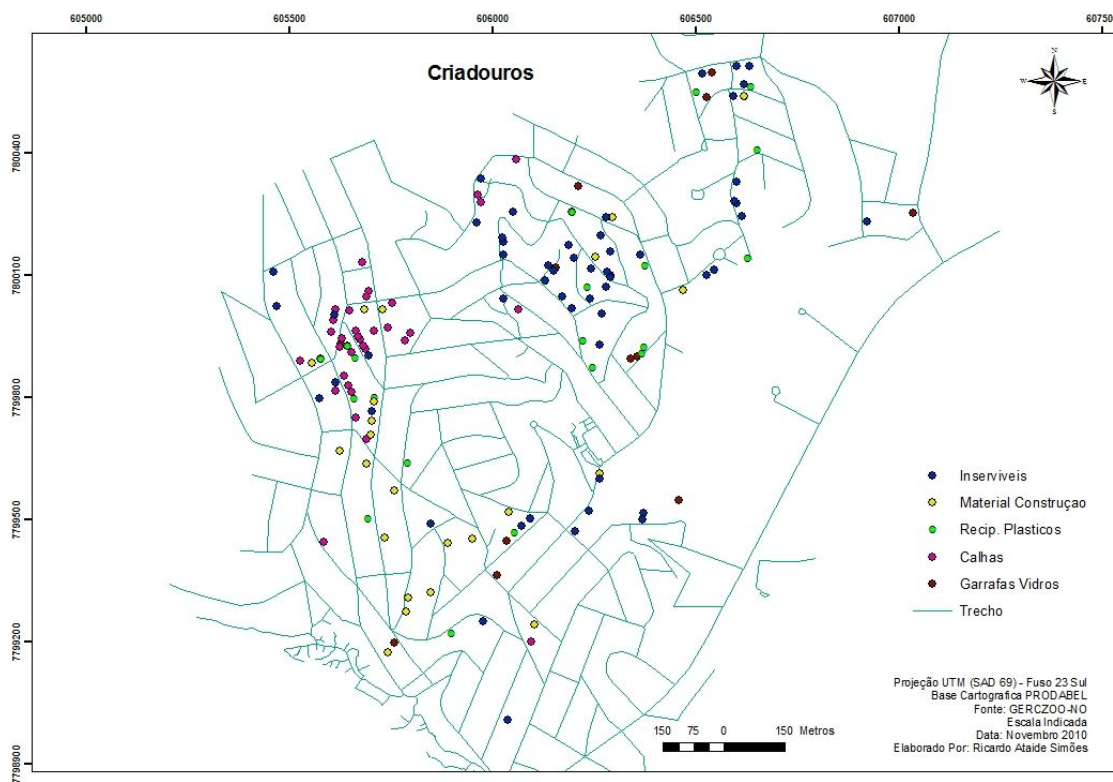 605000 605500 606000 606500 607000 60750
Criadouros
N
W E
S
7800400
7800100
7799800
7799500
7799200
7798900
Inserviveis
Material Construçao
Recip. Plasticos
Calhas
Garrafas Vidros
Trecho
Projeção UTM (SAD 69) - Fuso 23 Sul
Base Cartografica PRODABEL
Fonte: GERCZOO-NO
Escala Indicada
Data: Novembro 2010
Elaborado Por: Ricardo Ataide Simões
150 75 0 150 Metros